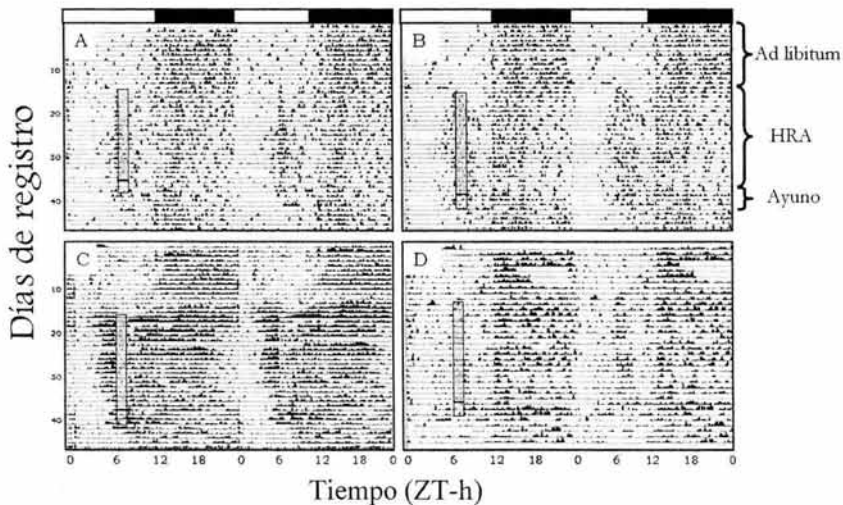 A
B
Ad libitum
HRA
Ayuno
Días de registro
10
20
30
40
C
D
10
20
30
40
0 6 12 18 0 6 12 18 0
0 6 12 18 0 6 12 18 0
Tiempo (ZT-h)